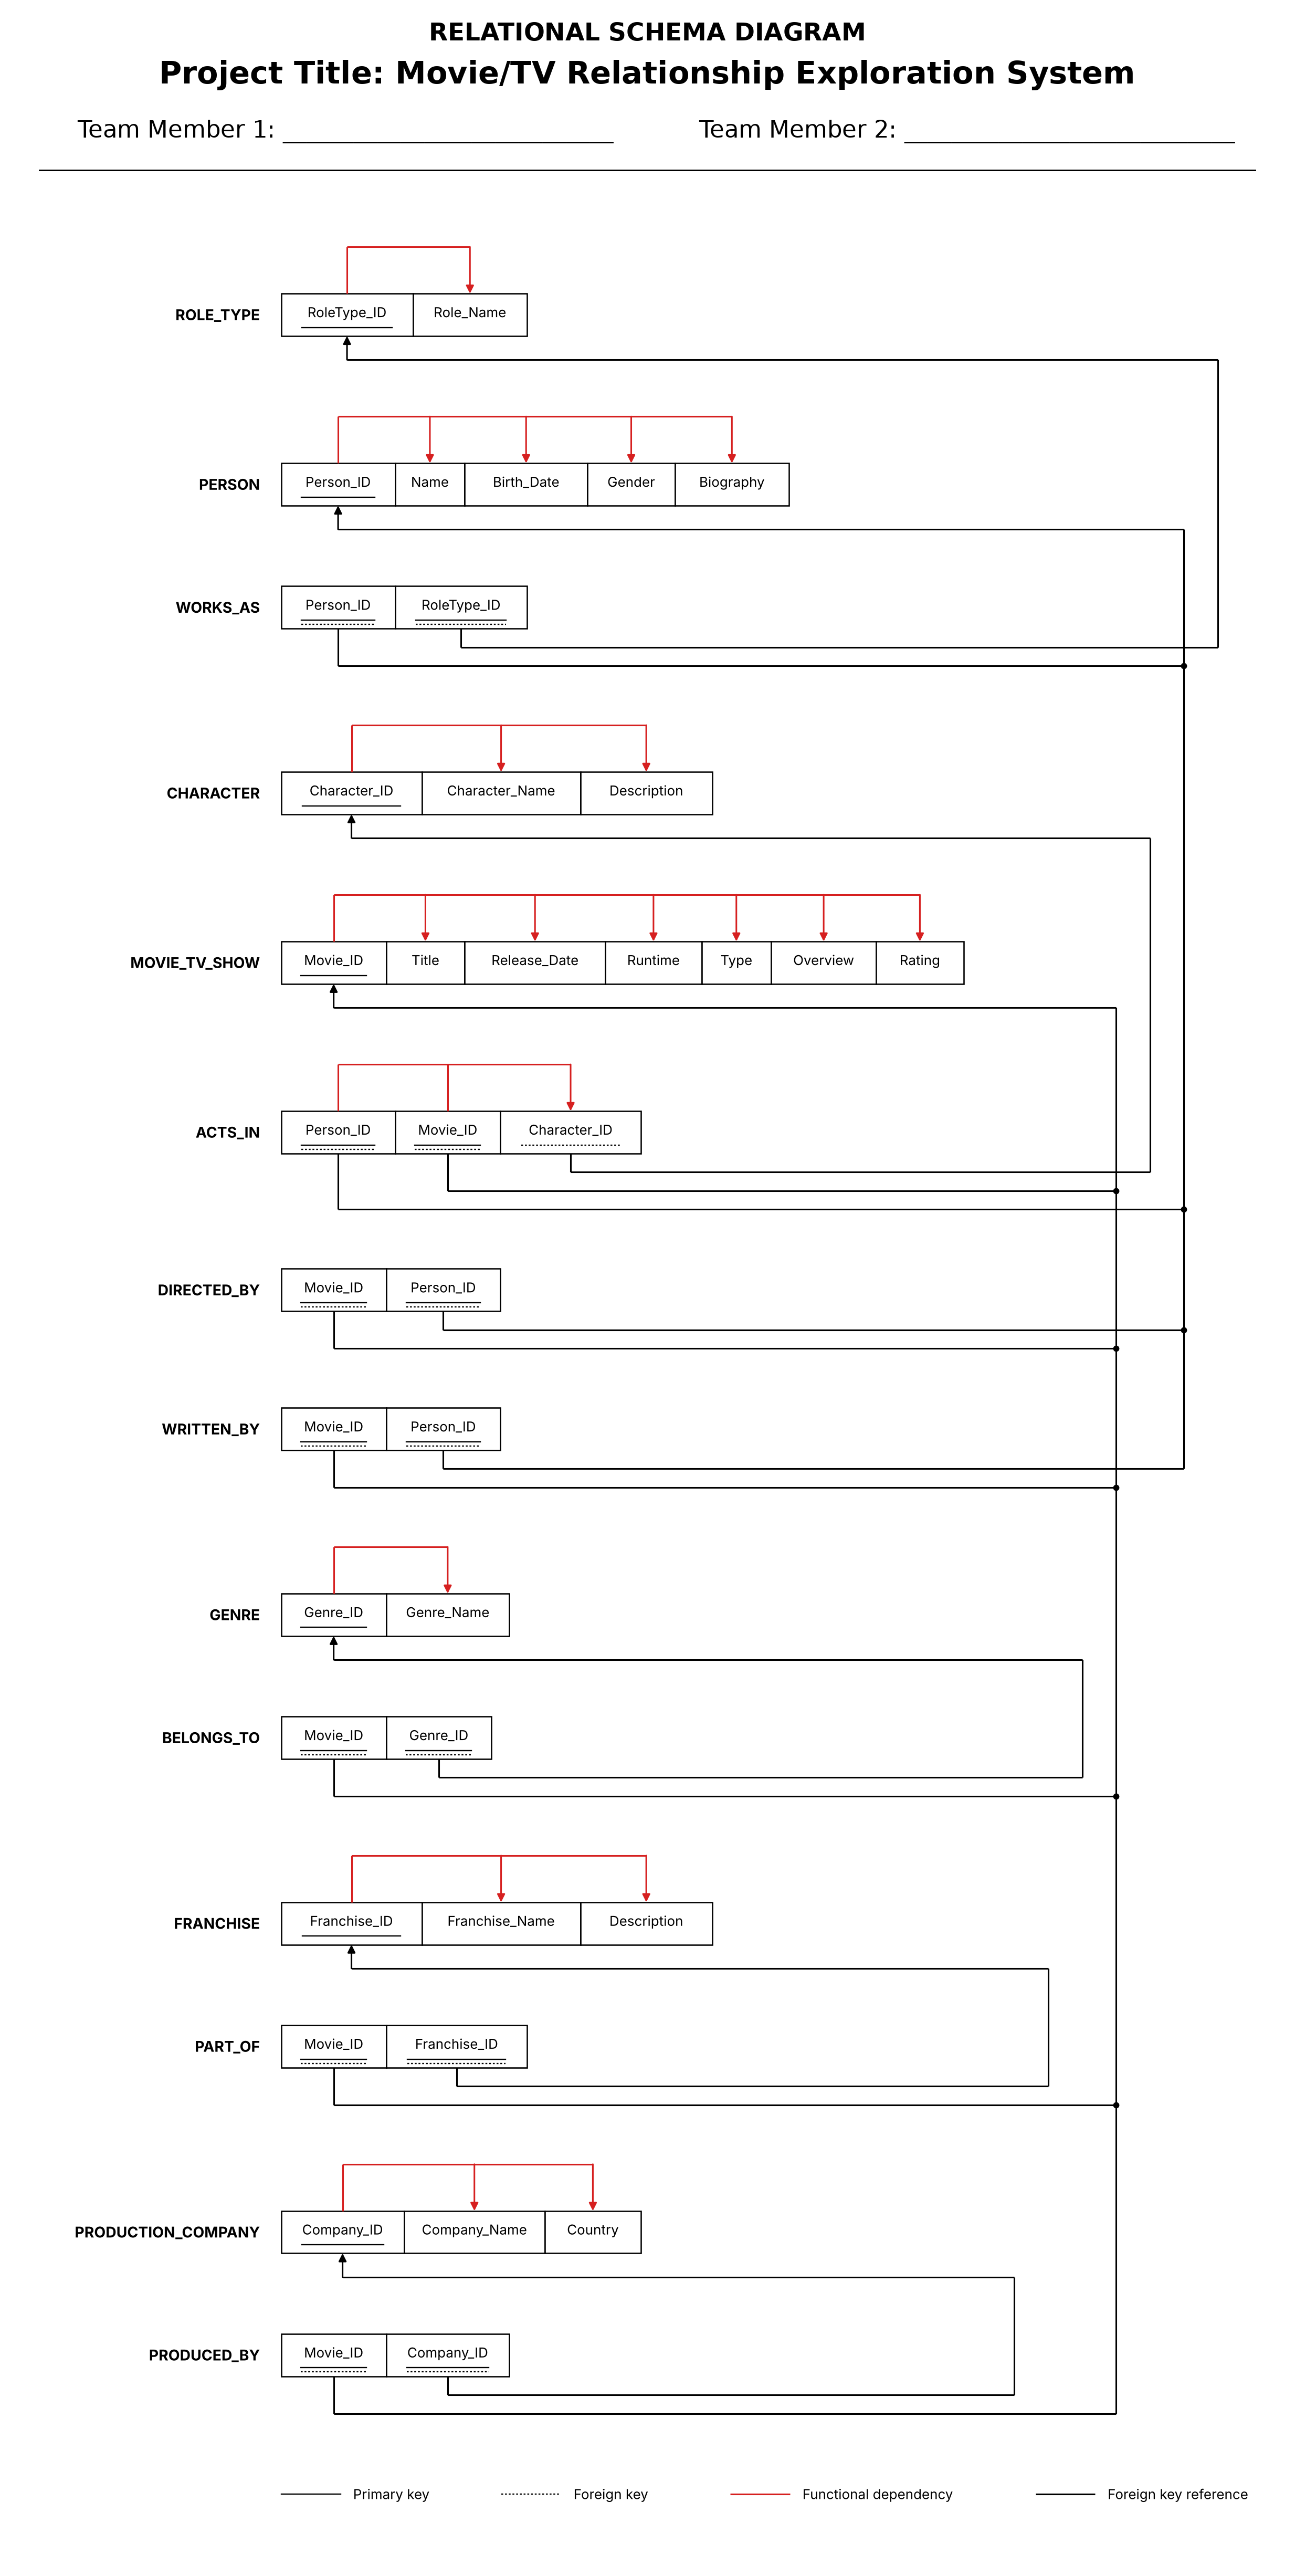 RELATIONAL SCHEMA DIAGRAM
Project Title: Movie/TV Relationship Exploration System
Team Member 1: Team Member 2:
ROLE_TYPE RoleType_ID Role_Name
PERSON Person_ID Name Birth_Date Gender Biography
WORKS_AS Person_ID RoleType_ID
CHARACTER Character_ID Character_Name Description
MOVIE_TV_SHOW Movie_ID Title Release_Date Runtime Type Overview Rating
ACTS_IN Person_ID Movie_ID Character_ID
DIRECTED_BY Movie_ID Person_ID
WRITTEN_BY Movie_ID Person_ID
GENRE Genre_ID Genre_Name
BELONGS_TO Movie_ID Genre_ID
FRANCHISE Franchise_ID Franchise_Name Description
PART_OF Movie_ID Franchise_ID
PRODUCTION_COMPANY Company_ID Company_Name Country
PRODUCED_BY Movie_ID Company_ID
Primary key Foreign key Functional dependency Foreign key reference